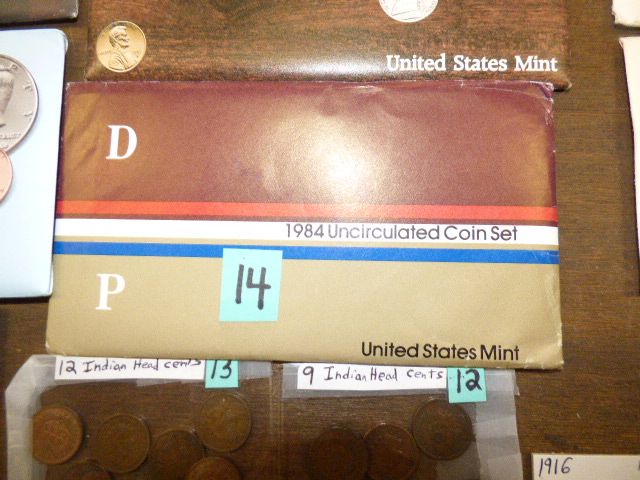 United States Mint
D
1984 Uncirculated Coin Set
P
14
United States Mint
12 Indian Head cents
13
9 Indian Head cents
12
1916